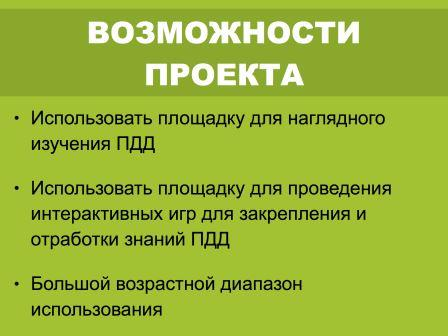 ВОЗМОЖНОСТИ
ПРОЕКТА
• Использовать площадку для наглядного
изучения ПДД
• Использовать площадку для проведения
интерактивных игр для закрепления и
отработки знаний ПДД
• Большой возрастной диапазон
использования